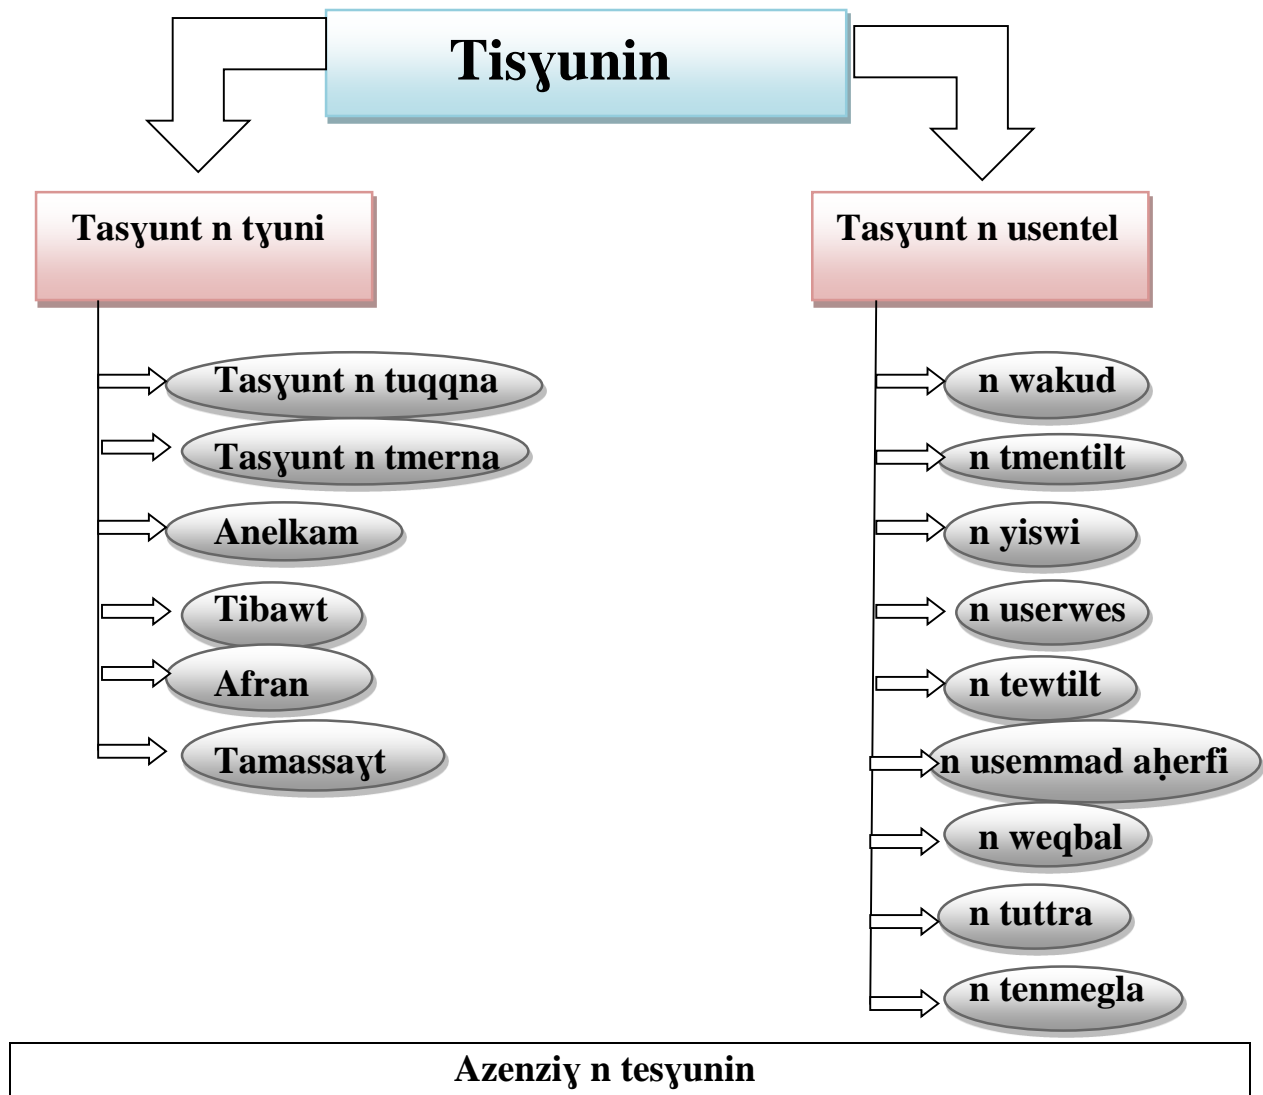 Tisɣunin
Tasɣunt n tɣuni
Tasɣunt n tuqqna
Tasɣunt n tmerna
Anelkam
Tibawt
Afran
Tamassaɣt
Tasɣunt n usentel
n wakud
n tmentilt
n yiswi
n userwes
n tewtilt
n usemmad aḥerfi
n weqbal
n tuttra
n tenmegla
Azenziɣ n tesɣunin